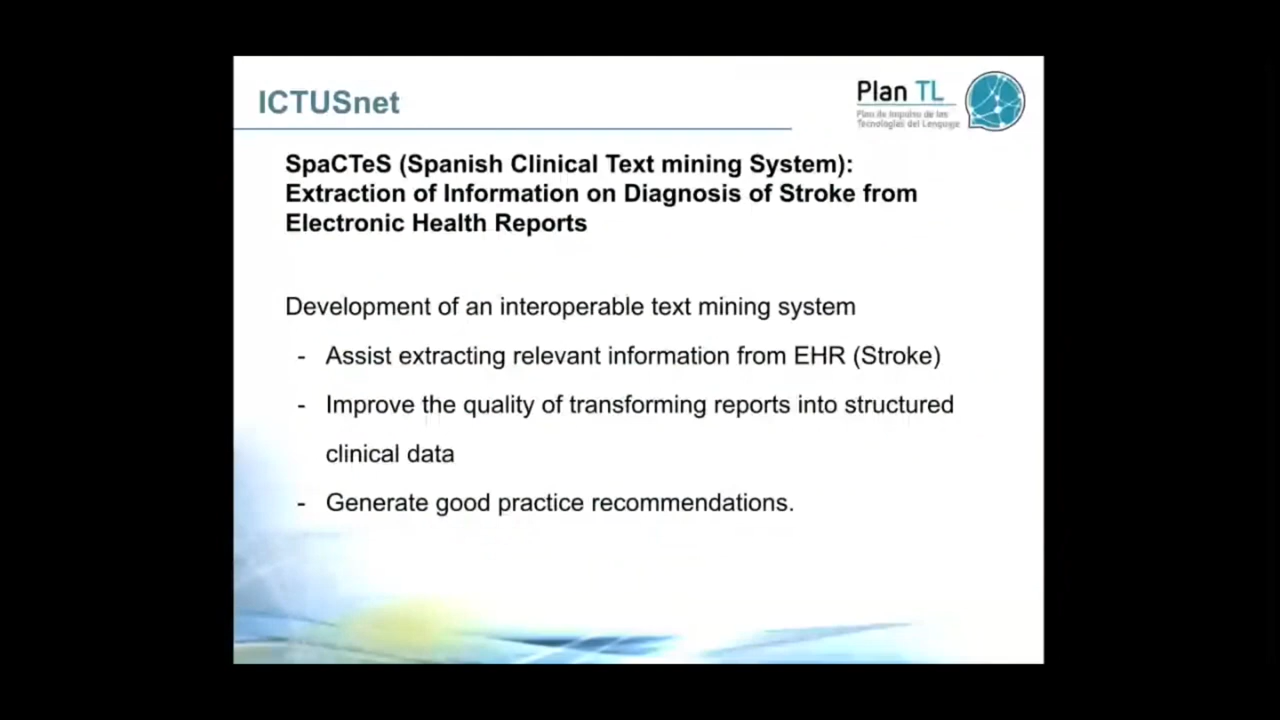 ICTUSnet
Plan TL
Plan de Impulso de las
Tecnologías del Lenguaje
SpaCTeS (Spanish Clinical Text mining System):
Extraction of Information on Diagnosis of Stroke from
Electronic Health Reports
Development of an interoperable text mining system
- Assist extracting relevant information from EHR (Stroke)
- Improve the quality of transforming reports into structured
clinical data
- Generate good practice recommendations.